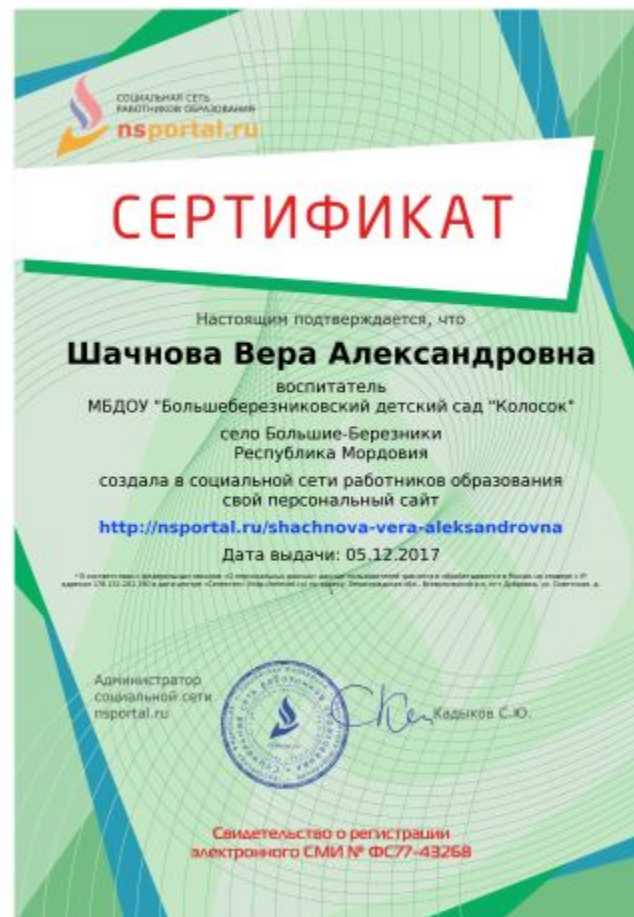 СОЦИАЛЬНАЯ СЕТЬ
РАБОТНИКОВ ОБРАЗОВАНИЯ
nsportal.ru
СЕРТИФИКАТ
Настоящим подтверждается, что
Шачнова Вера Александровна
воспитатель
МБДОУ "Большеберезниковский детский сад "Колосок"
село Большие-Березники
Республика Мордовия
создала в социальной сети работников образования
свой персональный сайт
http://nsportal.ru/shachnova-vera-aleksandrovna
Дата выдачи: 05.12.2017
Администратор
социальной сети
nsportal.ru
Кадыков С.Ю.
Свидетельство о регистрации
электронного СМИ № ФС77-43268